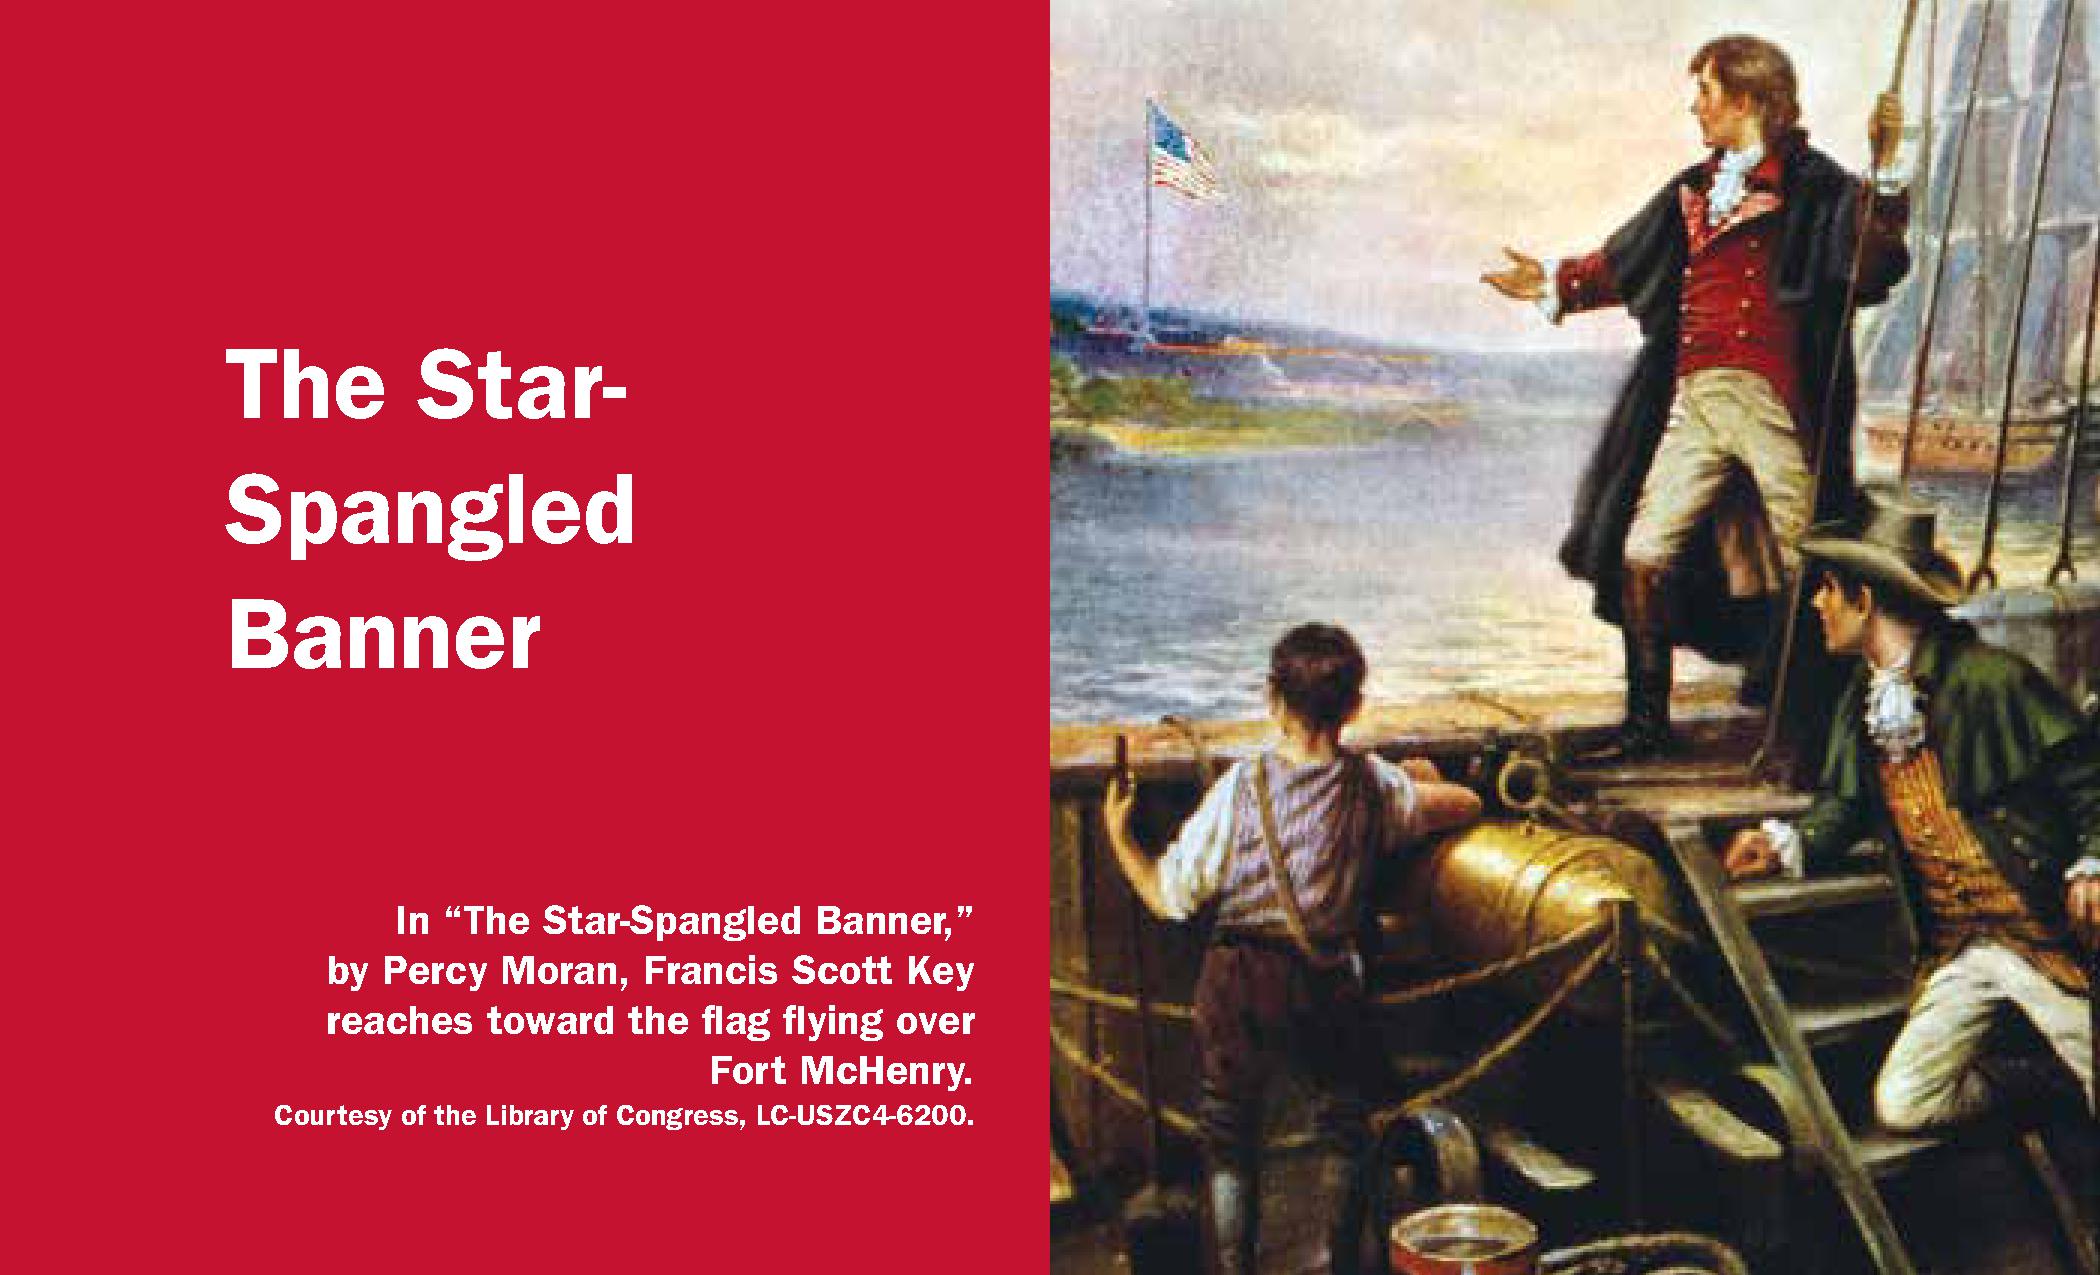 The Star-
Spangled
Banner
In “The Star-Spangled Banner,”
by Percy Moran, Francis Scott Key
reaches toward the flag flying over
Fort McHenry.
Courtesy of the Library of Congress, LC-USZC4-6200.